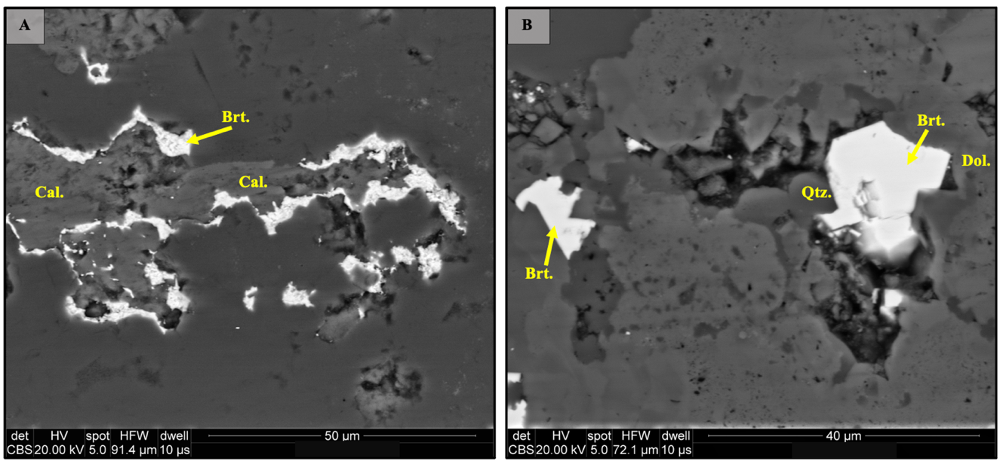 A
Brt.
Cal.
Cal.
det HV spot HFW dwell
CBS 20.00 kV 5.0 91.4 µm 10 µs
50 µm
B
Brt.
Dol.
Qtz.
Brt.
det HV spot HFW dwell
CBS 20.00 kV 5.0 72.1 µm 10 µs
40 µm